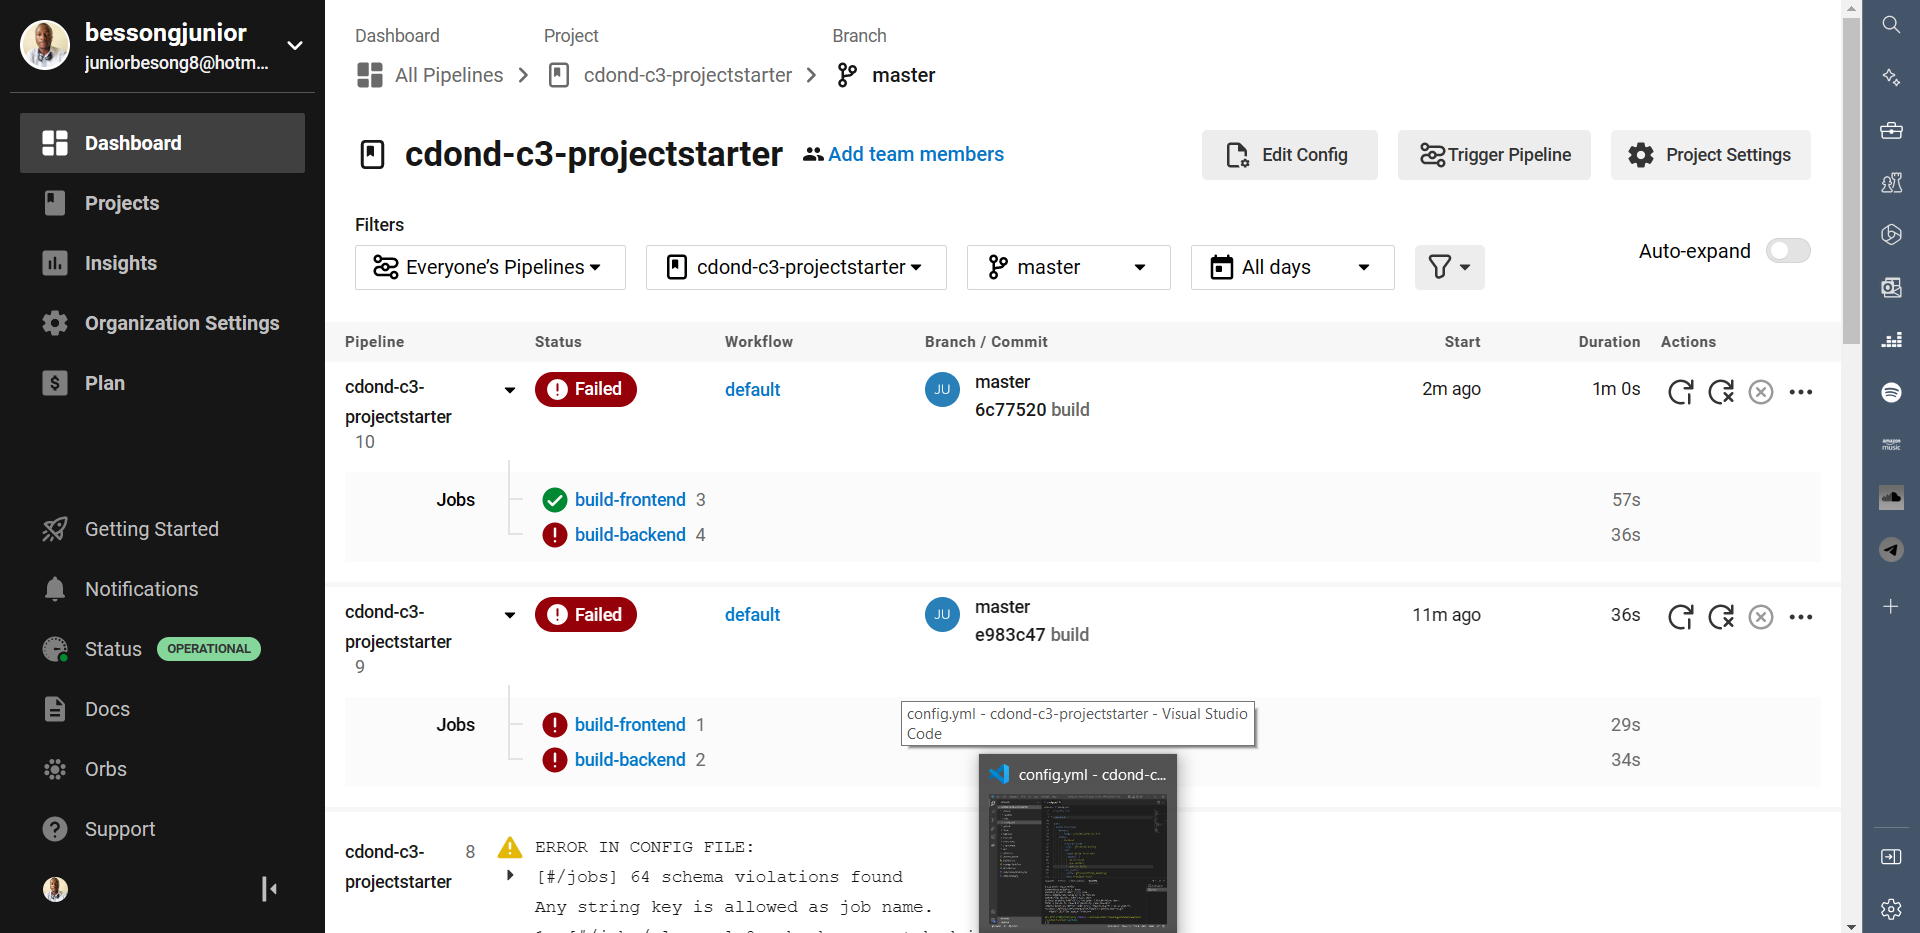 bessongjunior
juniorbesong8@hotm...
Dashboard
Projects
Insights
Organization Settings
Plan
Getting Started
Notifications
Status OPERATIONAL
Docs
Orbs
Support
Dashboard Project Branch
All Pipelines cdond-c3-projectstarter master
cdond-c3-projectstarter Add team members Edit Config Trigger Pipeline Project Settings
Filters
Everyone's Pipelines cdond-c3-projectstarter master All days Auto-expand
Pipeline Status Workflow Branch / Commit Start Duration Actions
cdond-c3-projectstarter 10 Failed default JU master 2m ago 1m 0s
6c77520 build
Jobs build-frontend 3 57s
build-backend 4 36s
cdond-c3-projectstarter 9 Failed default JU master 11m ago 36s
e983c47 build
Jobs build-frontend 1 29s
build-backend 2 34s
config.yml - cdond-c3-projectstarter - Visual Studio
Code
config.yml - cdond-c...
cdond-c3-projectstarter 8 ERROR IN CONFIG FILE:
[#/jobs] 64 schema violations found
Any string key is allowed as job name.
amazon
music